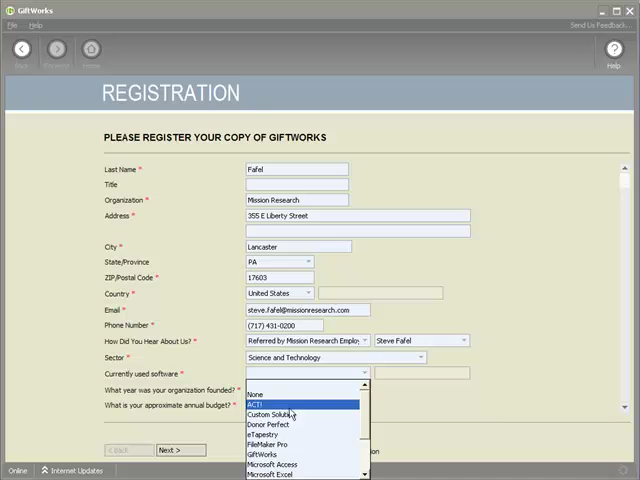 GiftWorks
File Help Send Us Feedback...
Back Forward Home Help
REGISTRATION
PLEASE REGISTER YOUR COPY OF GIFTWORKS
Last Name * Fafel
Title
Organization * Mission Research
Address * 355 E Liberty Street
City * Lancaster
State/Province PA
ZIP/Postal Code * 17603
Country * United States
Email * steve.fafel@missionresearch.com
Phone Number * (717) 431-0200
How Did You Hear About Us? * Referred by Mission Research Employ Steve Fafel
Sector * Science and Technology
Currently used software *
What year was your organization founded? *
None
ACT!
What is your approximate annual budget? *
Custom Solution
Donor Perfect
eTapestry
FileMaker Pro
< Back Next >
GiftWorks
Microsoft Access
Microsoft Excel
Online Internet Updates